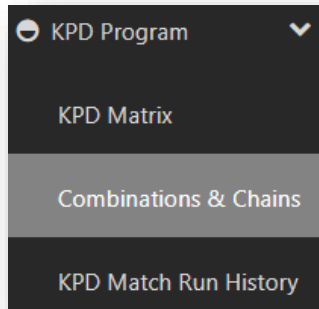 KPD Program
KPD Matrix
Combinations & Chains
KPD Match Run History